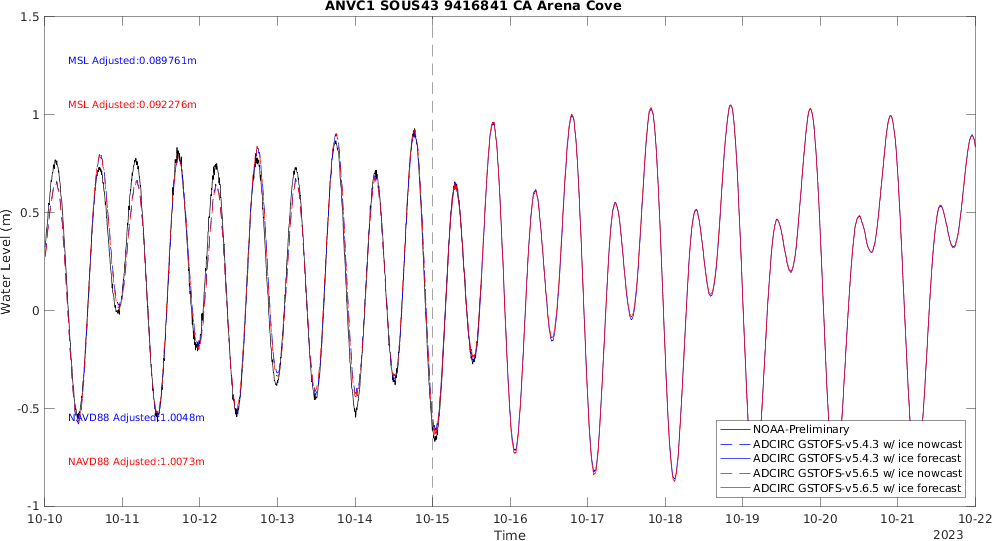 ANVC1 SOUS43 9416841 CA Arena Cove
1.5
1
0.5
0
-0.5
-1
Water Level (m)
MSL Adjusted:0.089761m
MSL Adjusted:0.092276m
NAVD88 Adjusted:1.0048m
NAVD88 Adjusted:1.0073m
NOAA-Preliminary
ADCIRC GSTOFS-v5.4.3 w/ ice nowcast
ADCIRC GSTOFS-v5.4.3 w/ ice forecast
ADCIRC GSTOFS-v5.6.5 w/ ice nowcast
ADCIRC GSTOFS-v5.6.5 w/ ice forecast
10-10 10-11 10-12 10-13 10-14 10-15 10-16 10-17 10-18 10-19 10-20 10-21 10-22
Time
2023